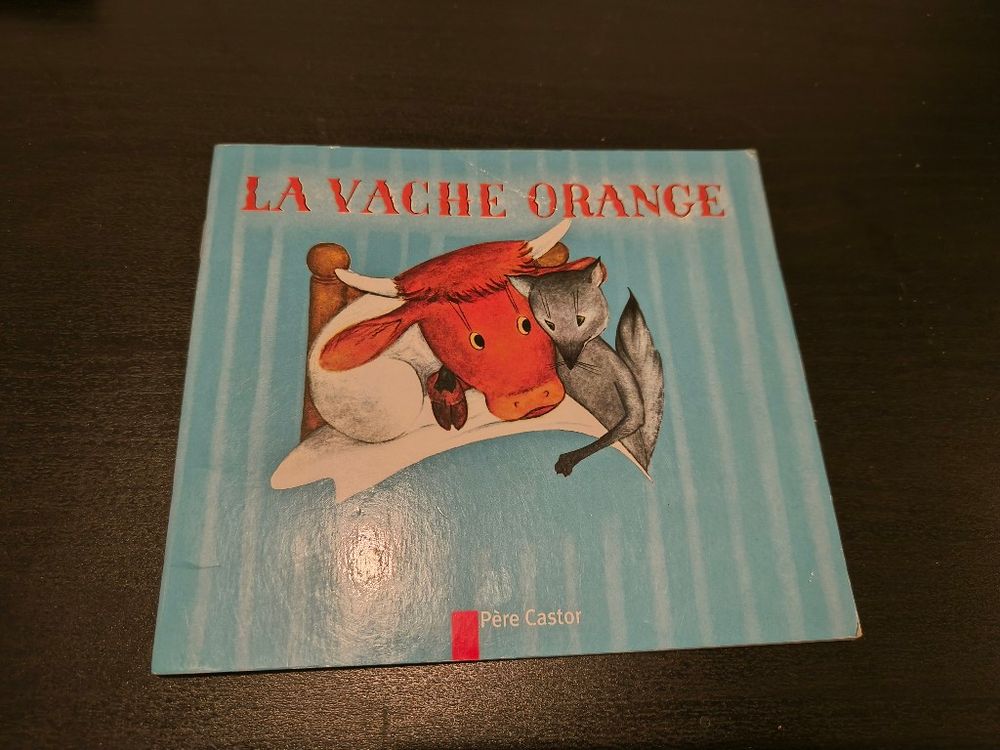 LA VACHE ORANGE
Père Castor